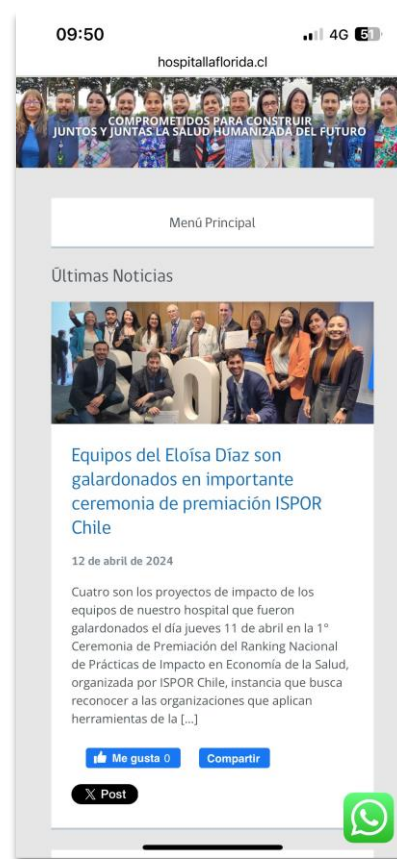 09:50
4G 51
hospitallaflorida.cl
COMPROMETIDOS PARA CONSTRUIR
JUNTOS Y JUNTAS LA SALUD HUMANIZADA DEL FUTURO
Menú Principal
Últimas Noticias
Equipos del Eloísa Díaz son
galardonados en importante
ceremonia de premiación ISPOR
Chile
12 de abril de 2024
Cuatro son los proyectos de impacto de los
equipos de nuestro hospital que fueron
galardonados el día jueves 11 de abril en la 1°
Ceremonia de Premiación del Ranking Nacional
de Prácticas de Impacto en Economía de la Salud,
organizada por ISPOR Chile, instancia que busca
reconocer a las organizaciones que aplican
herramientas de la [...]
Me gusta 0
Compartir
X Post